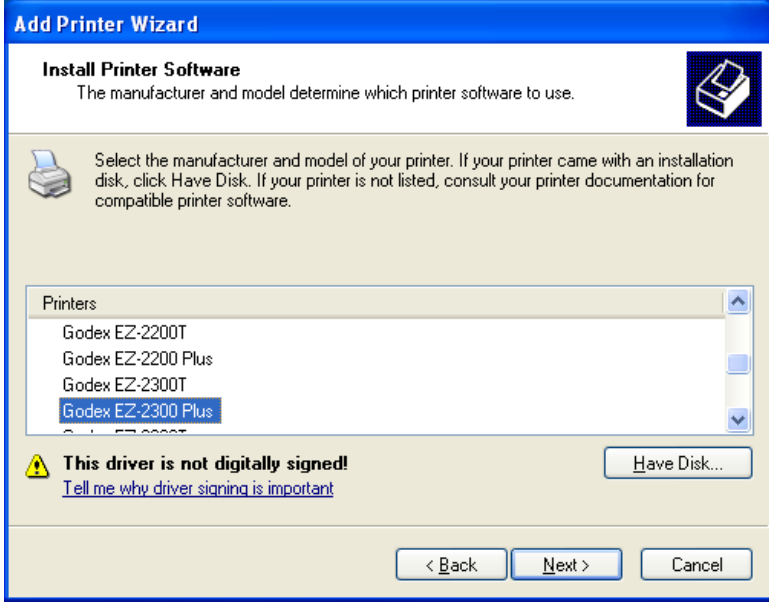 Add Printer Wizard
Install Printer Software
The manufacturer and model determine which printer software to use.
Select the manufacturer and model of your printer. If your printer came with an installation
disk, click Have Disk. If your printer is not listed, consult your printer documentation for
compatible printer software.
Printers
Godex EZ-2200T
Godex EZ-2200 Plus
Godex EZ-2300T
Godex EZ-2300 Plus
This driver is not digitally signed!
Have Disk...
Tell me why driver signing is important
< Back
Next >
Cancel